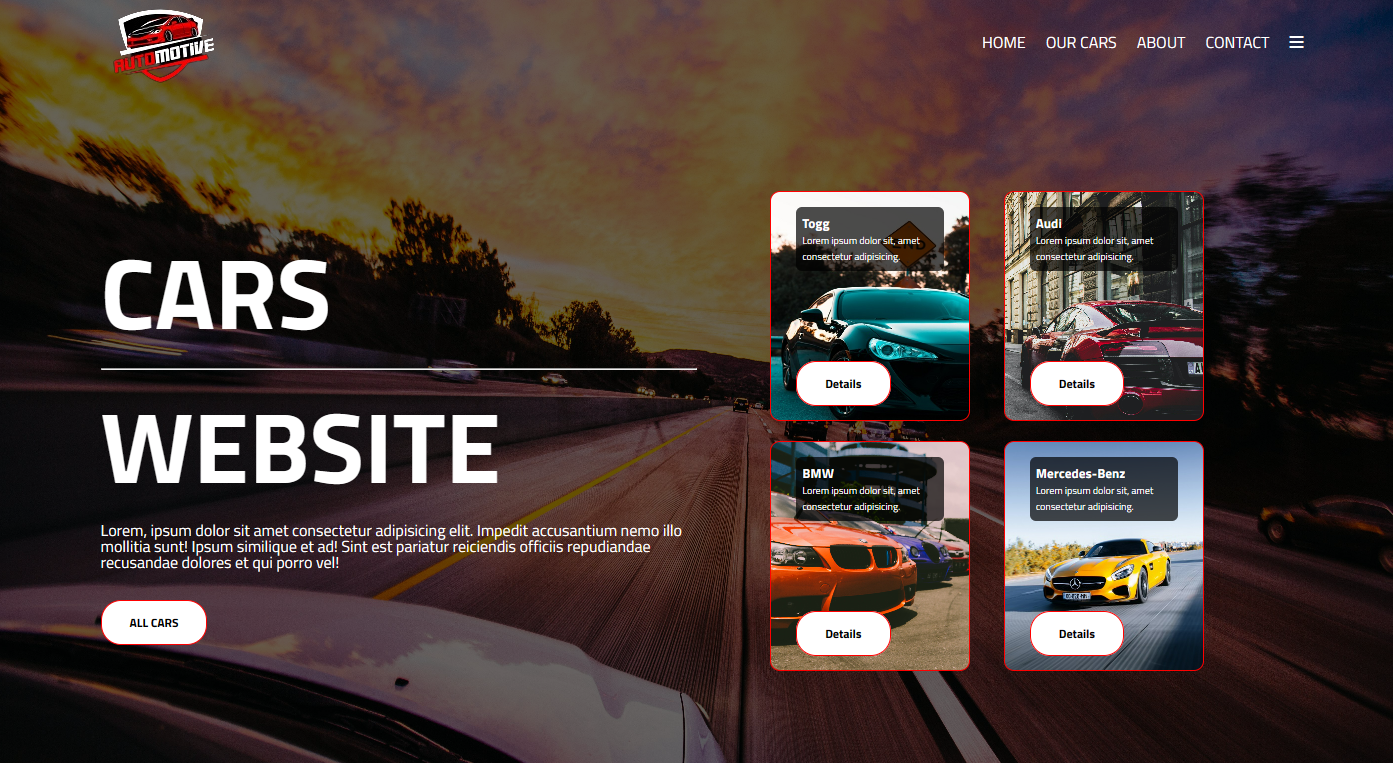 AUTOMOTIVE
HOME OUR CARS ABOUT CONTACT
CARS
WEBSITE
Lorem, ipsum dolor sit amet consectetur adipisicing elit. Impedit accusantium nemo illo
mollitia sunt! Ipsum similique et ad! Sint est pariatur reiciendis officiis repudiandae
recusandae dolores et qui porro vel!
ALL CARS
Togg
Lorem ipsum dolor sit, amet
consectetur adipisicing.
Details
Audi
Lorem ipsum dolor sit, amet
consectetur adipisicing.
Details
BMW
Lorem ipsum dolor sit, amet
consectetur adipisicing.
Details
Mercedes-Benz
Lorem ipsum dolor sit, amet
consectetur adipisicing.
Details